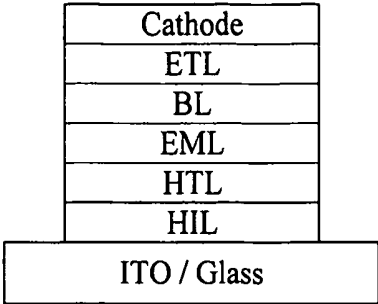 Cathode
ETL
BL
EML
HTL
HIL
ITO / Glass